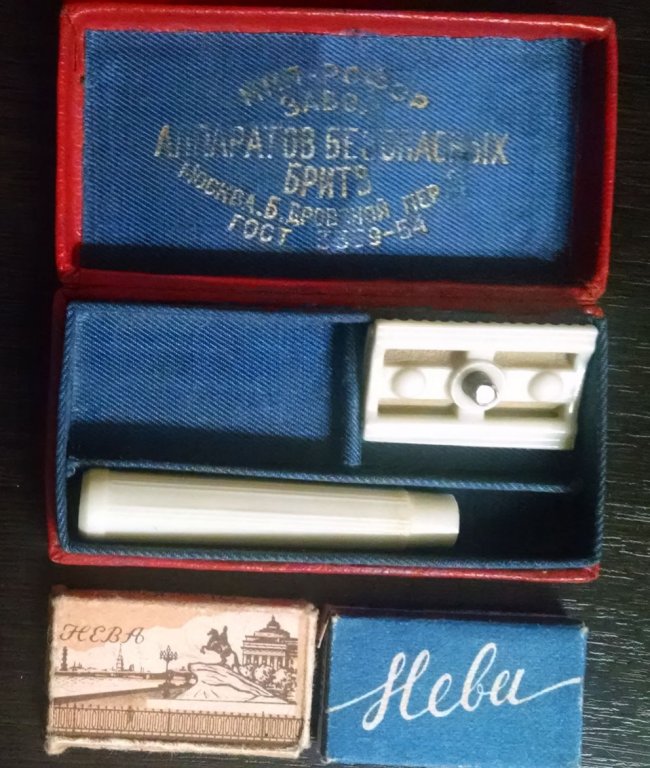 ЗАВОД
АППАРАТОВ БЕЗОПАСНЫХ
БРИТВ
МОСКВА, Б. ДРОВЯНОЙ ПЕР
ГОСТ
НЕВА
Нева